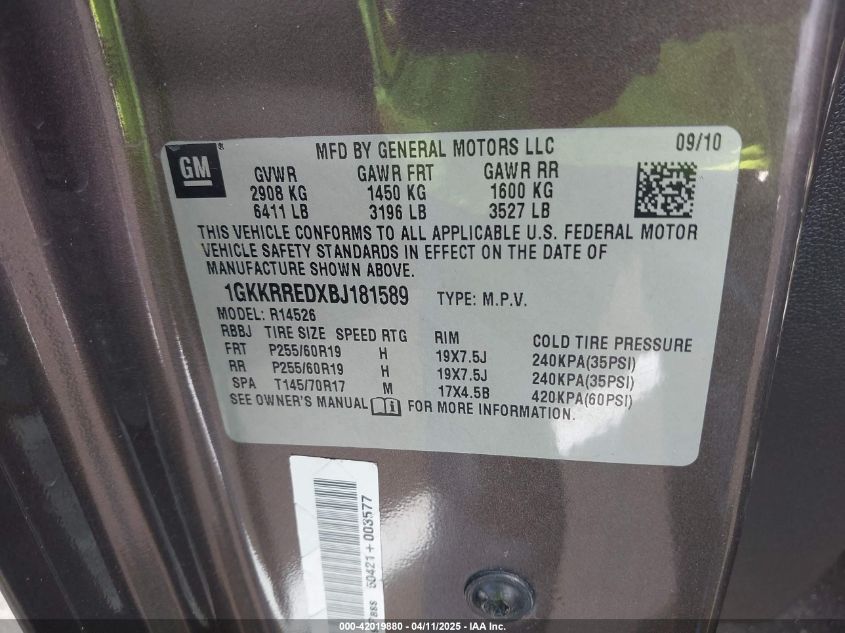 GM
MFD BY GENERAL MOTORS LLC 09/10
GVWR GAWR FRT GAWR RR
2908 KG 1450 KG 1600 KG
6411 LB 3196 LB 3527 LB
THIS VEHICLE CONFORMS TO ALL APPLICABLE U.S. FEDERAL MOTOR
VEHICLE SAFETY STANDARDS IN EFFECT ON THE DATE OF
MANUFACTURE SHOWN ABOVE.
1GKKRREDXBJ181589 TYPE: M.P.V.
MODEL: R14526
RBBJ TIRE SIZE SPEED RTG RIM COLD TIRE PRESSURE
FRT P255/60R19 H 19X7.5J 240KPA(35PSI)
RR P255/60R19 H 19X7.5J 240KPA(35PSI)
SPA T145/70R17 M 17X4.5B 420KPA(60PSI)
SEE OWNER'S MANUAL FOR MORE INFORMATION.
60421+003577
000-42019880 - 04/11/2025 - IAA Inc.